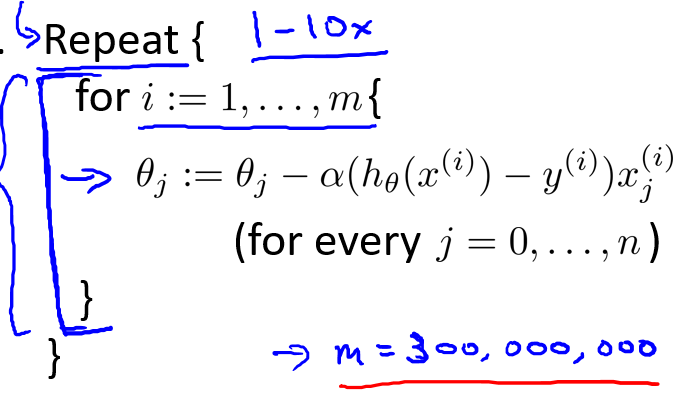 . Repeat { 1-10x
for i := 1, . . . , m{
→ θ_j := θ_j − α(h_θ(x^{(i)}) − y^{(i)})x_j^{(i)}
(for every j = 0, . . . , n )
}
}
→ m = 300, 000, 000